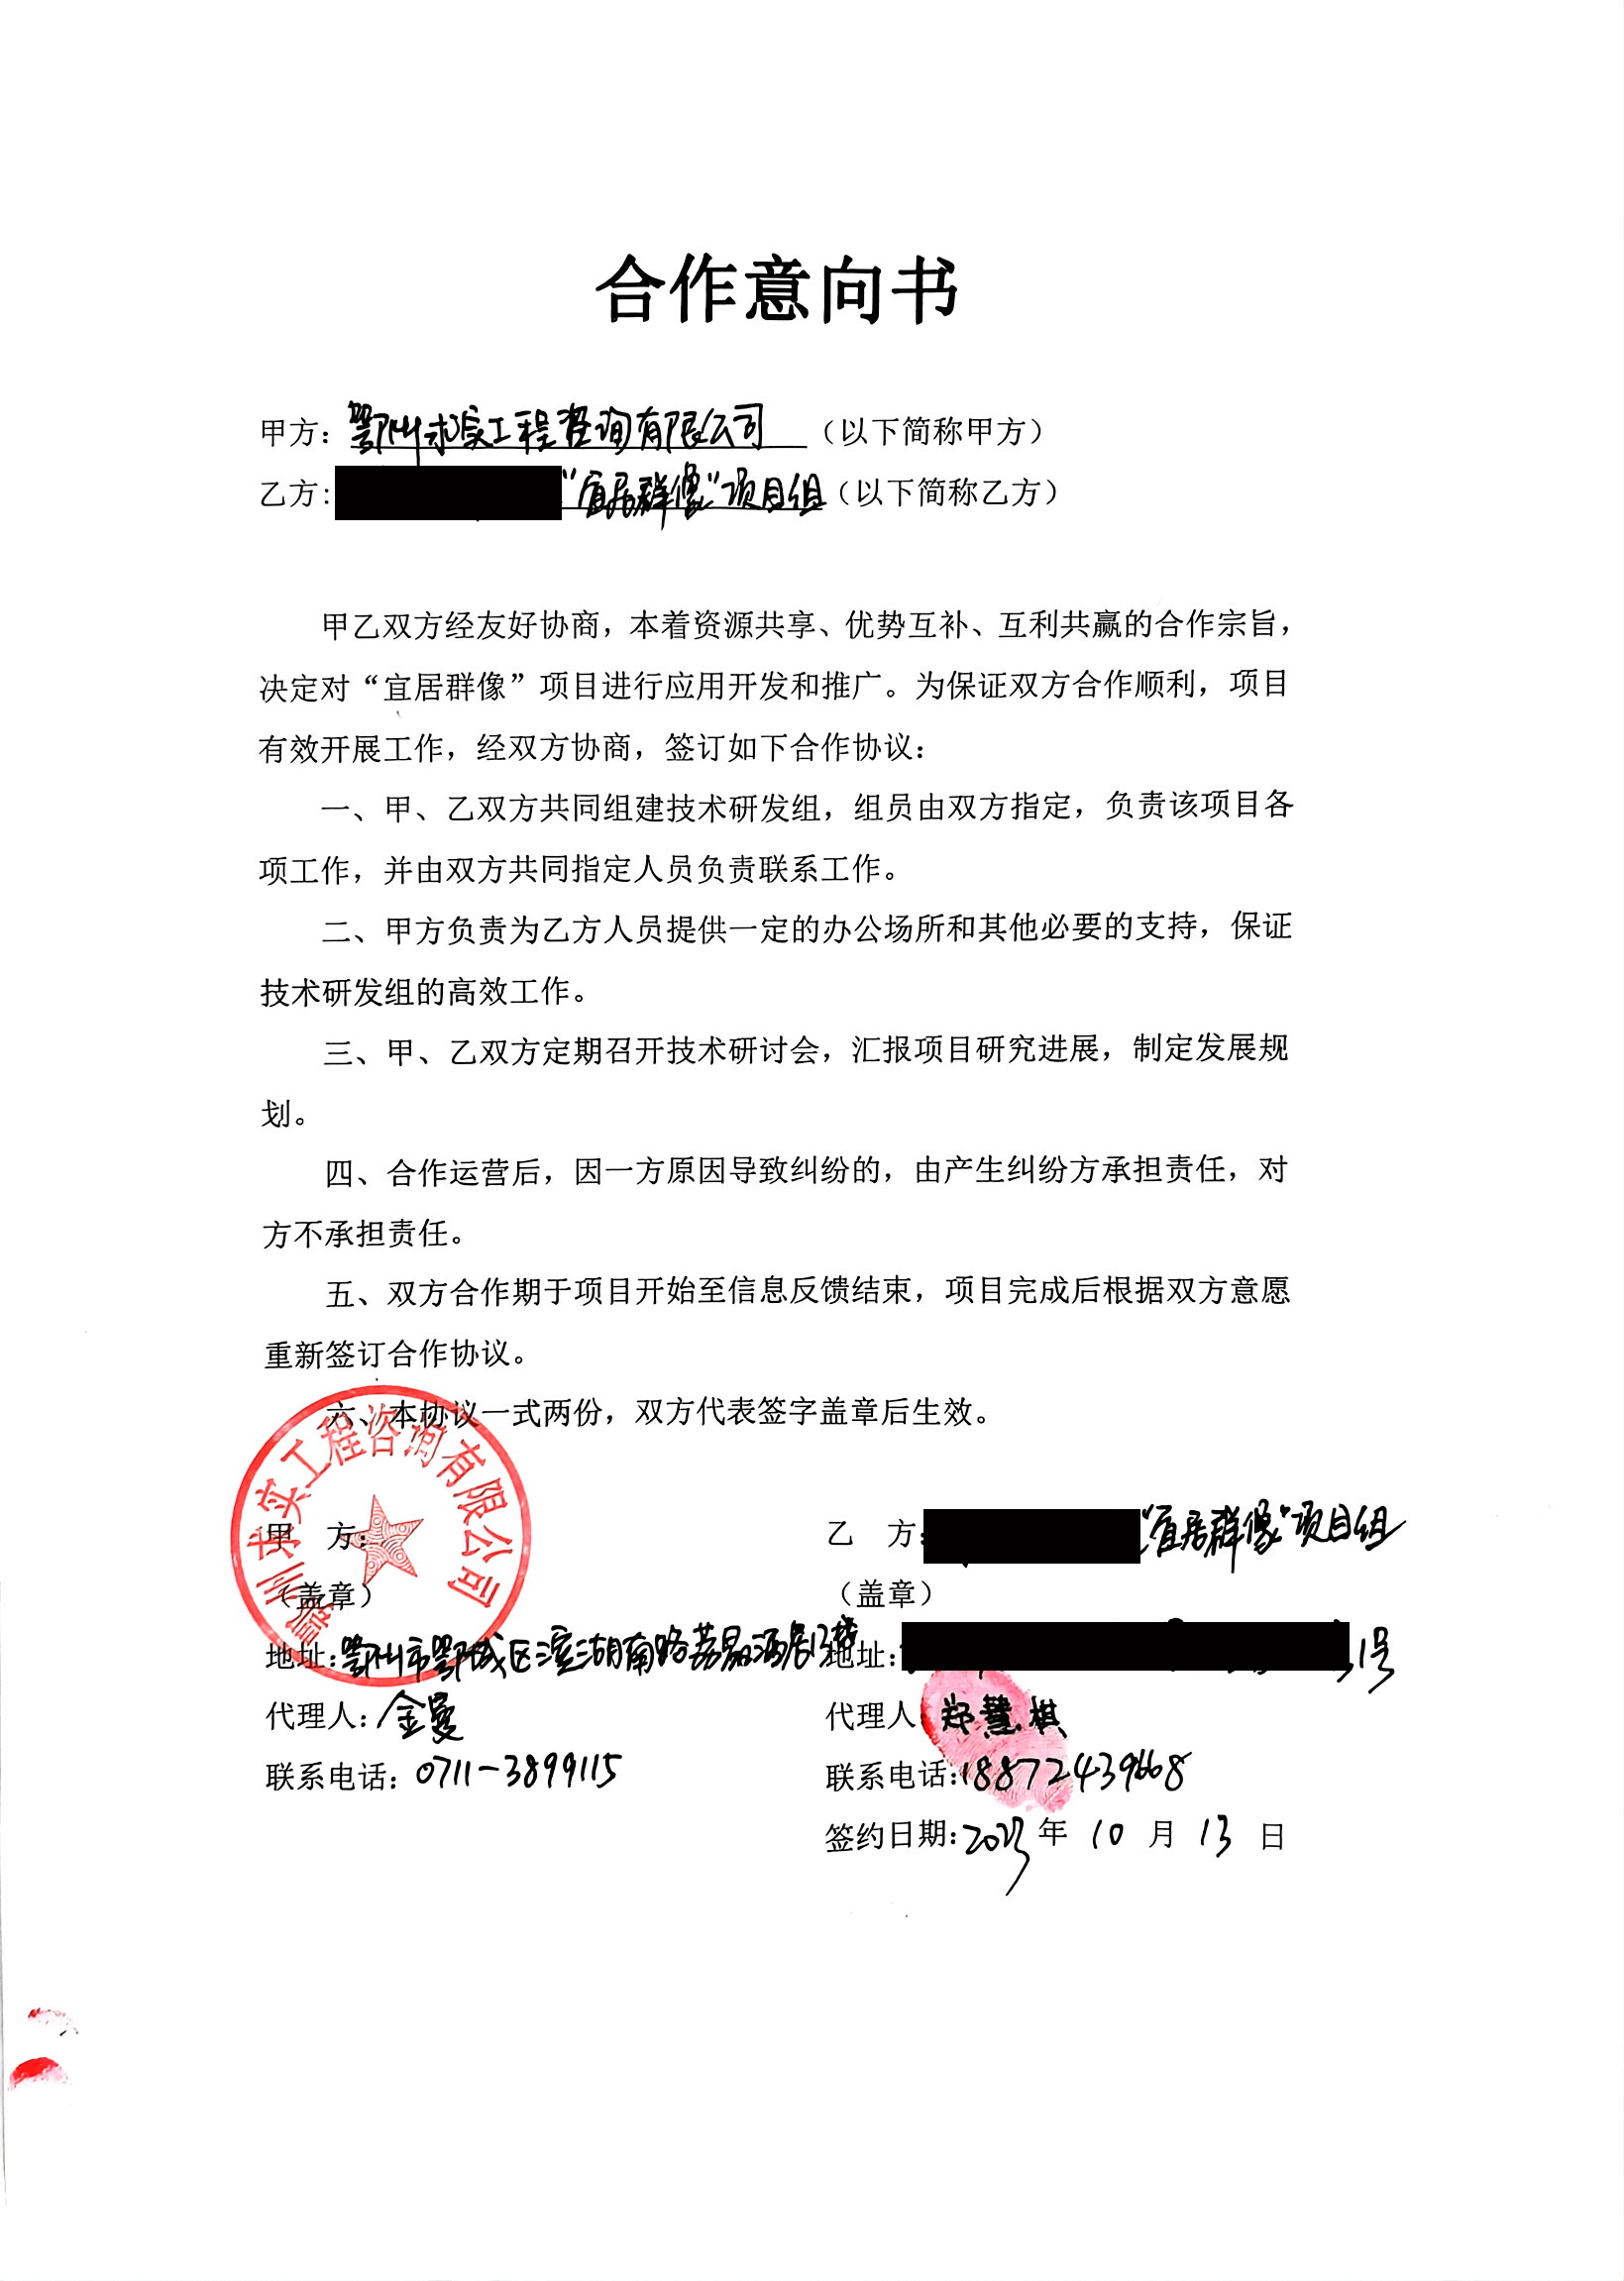 合作意向书
甲方：鄂州求实工程咨询有限公司（以下简称甲方）
乙方："宜居群像"项目组（以下简称乙方）
甲乙双方经友好协商，本着资源共享、优势互补、互利共赢的合作宗旨，
决定对“宜居群像”项目进行应用开发和推广。为保证双方合作顺利，项目
有效开展工作，经双方协商，签订如下合作协议：
一、甲、乙双方共同组建技术研发组，组员由双方指定，负责该项目各
项工作，并由双方共同指定人员负责联系工作。
二、甲方负责为乙方人员提供一定的办公场所和其他必要的支持，保证
技术研发组的高效工作。
三、甲、乙双方定期召开技术研讨会，汇报项目研究进展，制定发展规
划。
四、合作运营后，因一方原因导致纠纷的，由产生纠纷方承担责任，对
方不承担责任。
五、双方合作期于项目开始至信息反馈结束，项目完成后根据双方意愿
重新签订合作协议。
六、本协议一式两份，双方代表签字盖章后生效。
鄂州求实工程咨询有限公司
甲 方：
（盖章）
地址：鄂州市鄂城区滨湖南路
代理人：金曼
联系电话：0711-3899115
乙 方："宜居群像"项目组
（盖章）
地址：1号
代理人 郑慧棋
联系电话：18872439668
签约日期：2023年 10 月 13 日